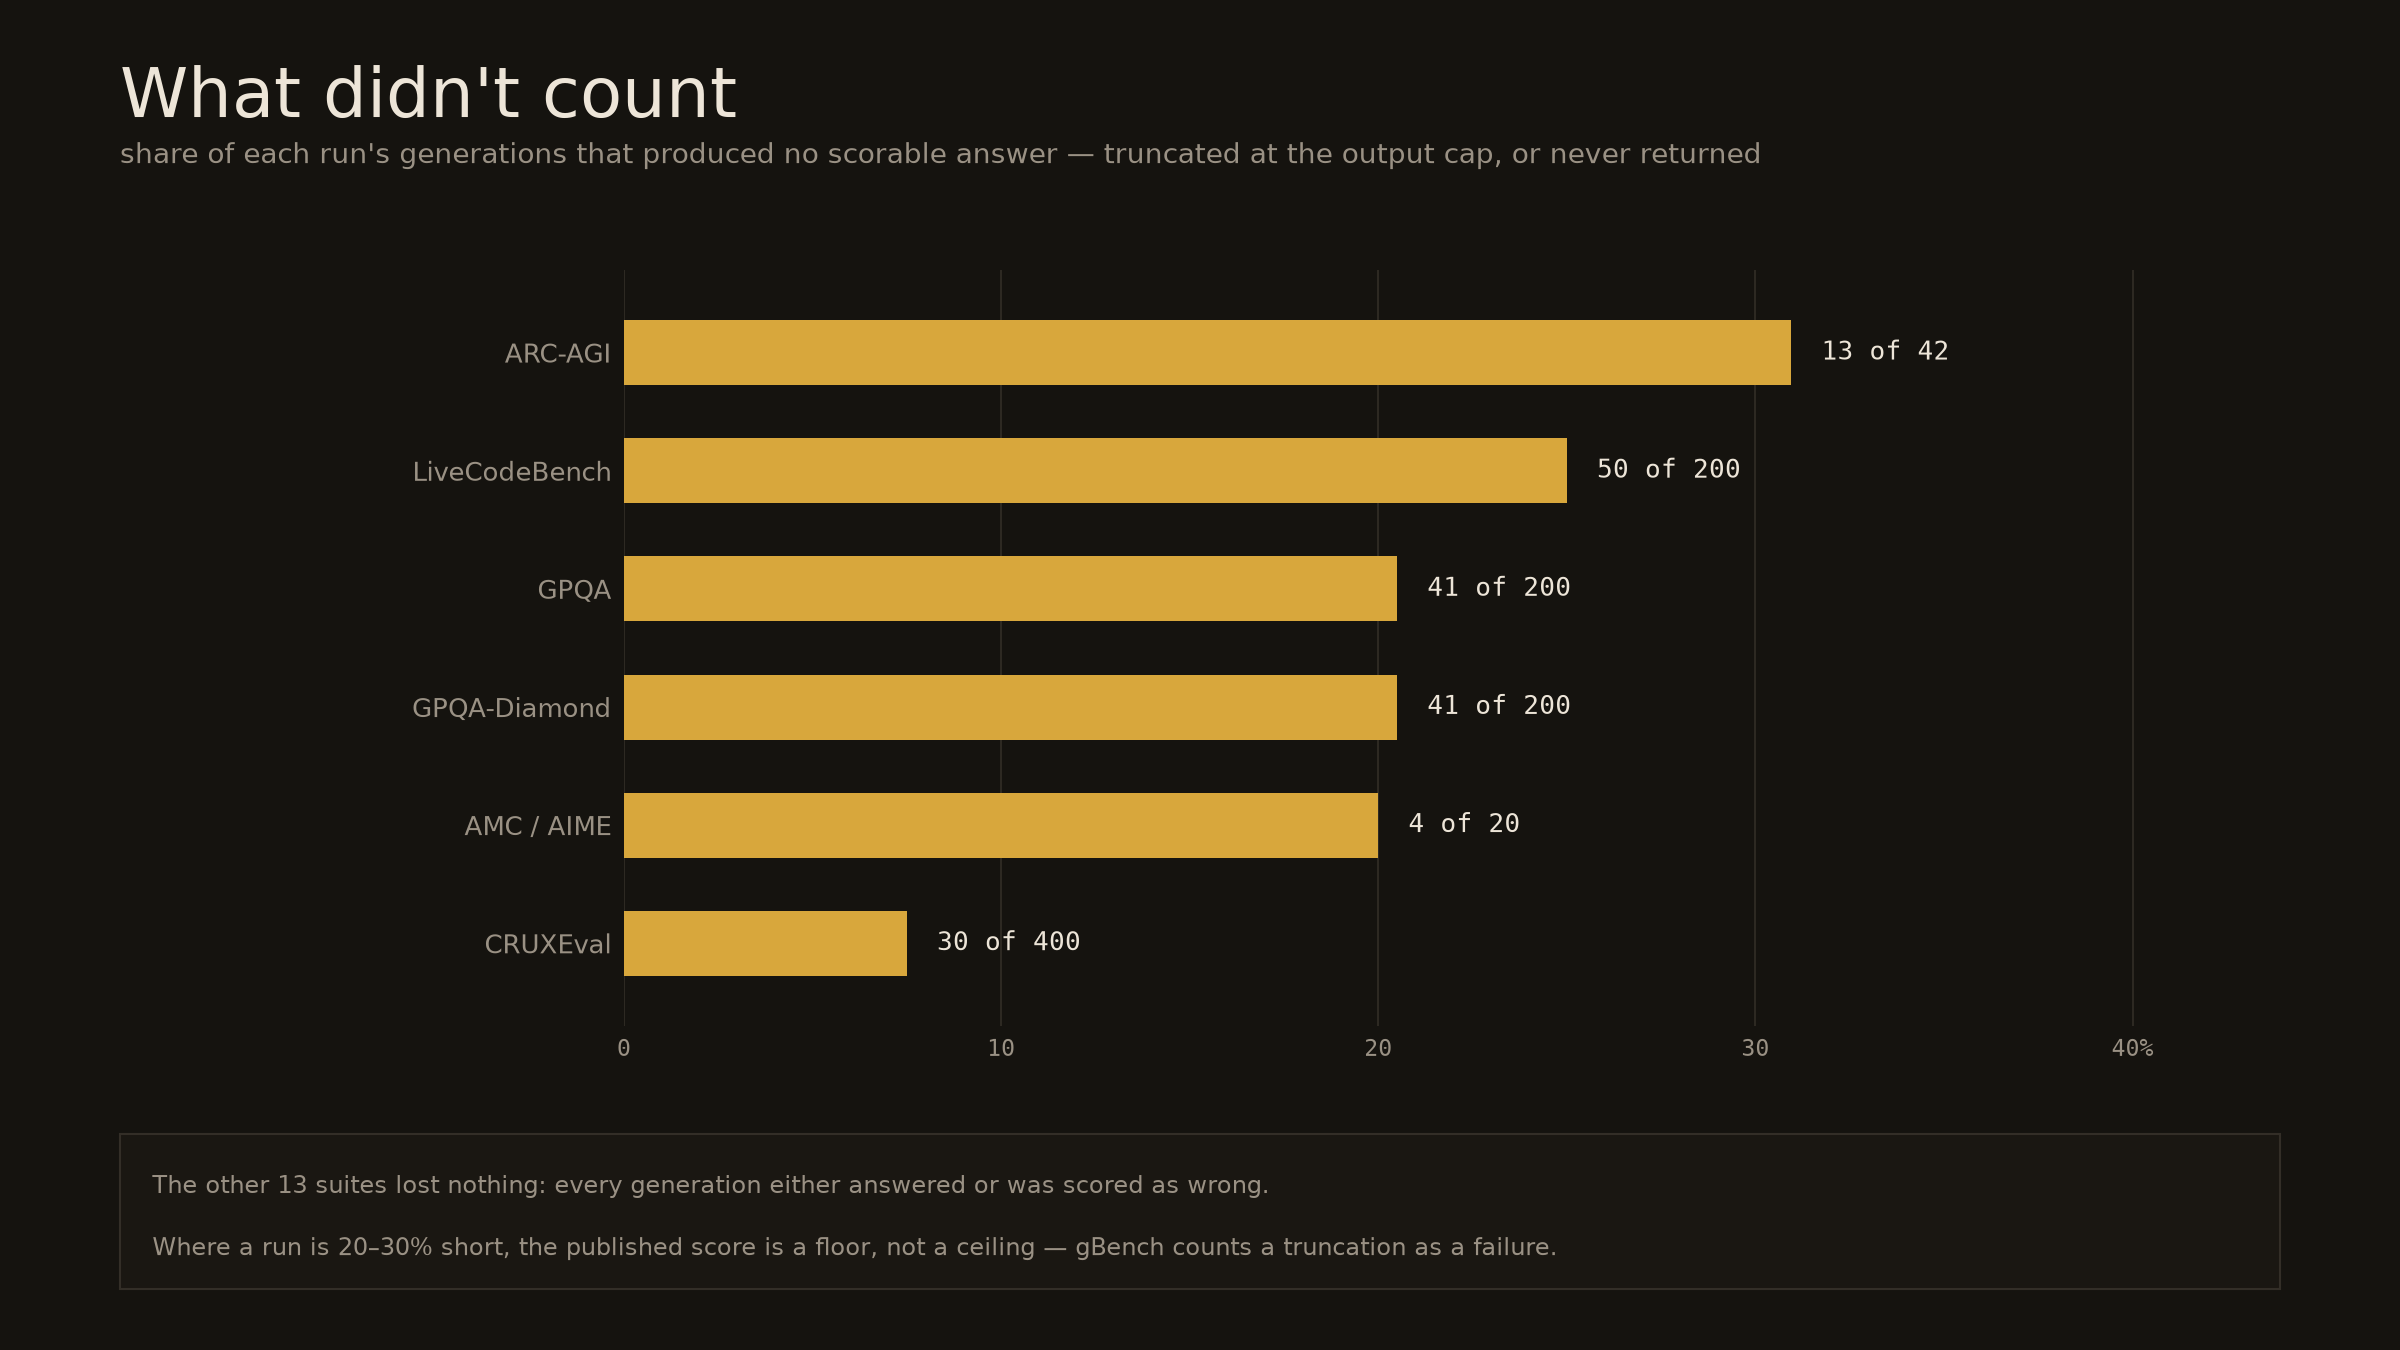 What didn't count
share of each run's generations that produced no scorable answer — truncated at the output cap, or never returned
ARC-AGI 13 of 42
LiveCodeBench 50 of 200
GPQA 41 of 200
GPQA-Diamond 41 of 200
AMC / AIME 4 of 20
CRUXEval 30 of 400
0 10 20 30 40%
The other 13 suites lost nothing: every generation either answered or was scored as wrong.
Where a run is 20–30% short, the published score is a floor, not a ceiling — gBench counts a truncation as a failure.